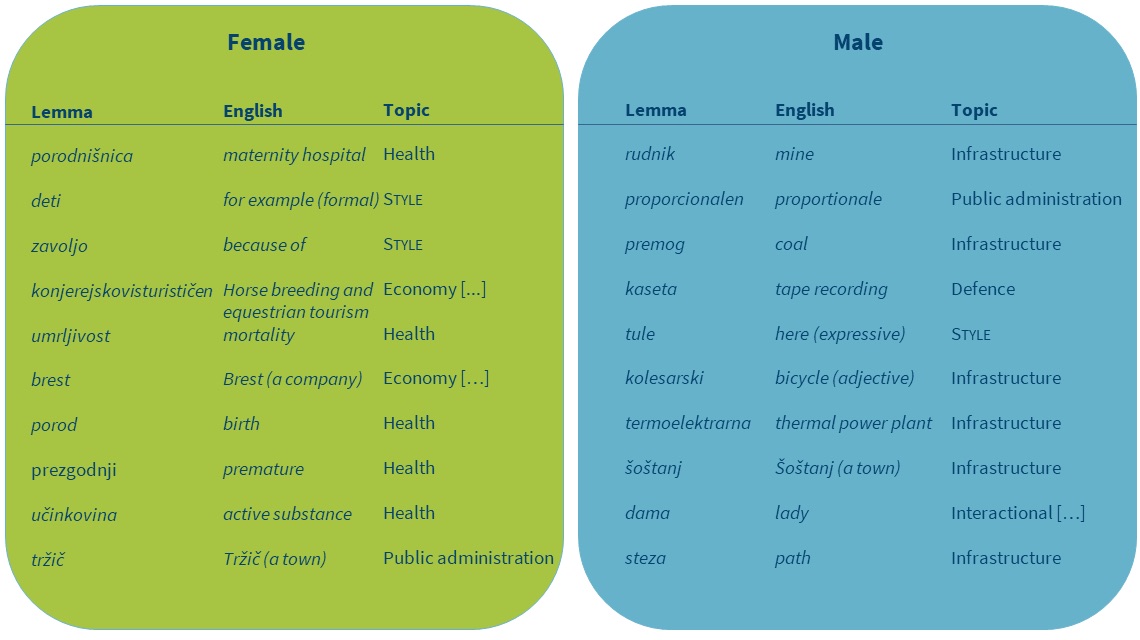 Female
Lemma English Topic
porodnišnica maternity hospital Health
deti for example (formal) STYLE
zavoljo because of STYLE
konjerejskovisturističen Horse breeding and Economy [...]
equestrian tourism
umrljivost mortality Health
brest Brest (a company) Economy […]
porod birth Health
prezgodnji premature Health
učinkovina active substance Health
tržič Tržič (a town) Public administration
Male
Lemma English Topic
rudnik mine Infrastructure
proporcionalen proportionale Public administration
premog coal Infrastructure
kaseta tape recording Defence
tule here (expressive) STYLE
kolesarski bicycle (adjective) Infrastructure
termoelektrarna thermal power plant Infrastructure
šoštanj Šoštanj (a town) Infrastructure
dama lady Interactional […]
steza path Infrastructure